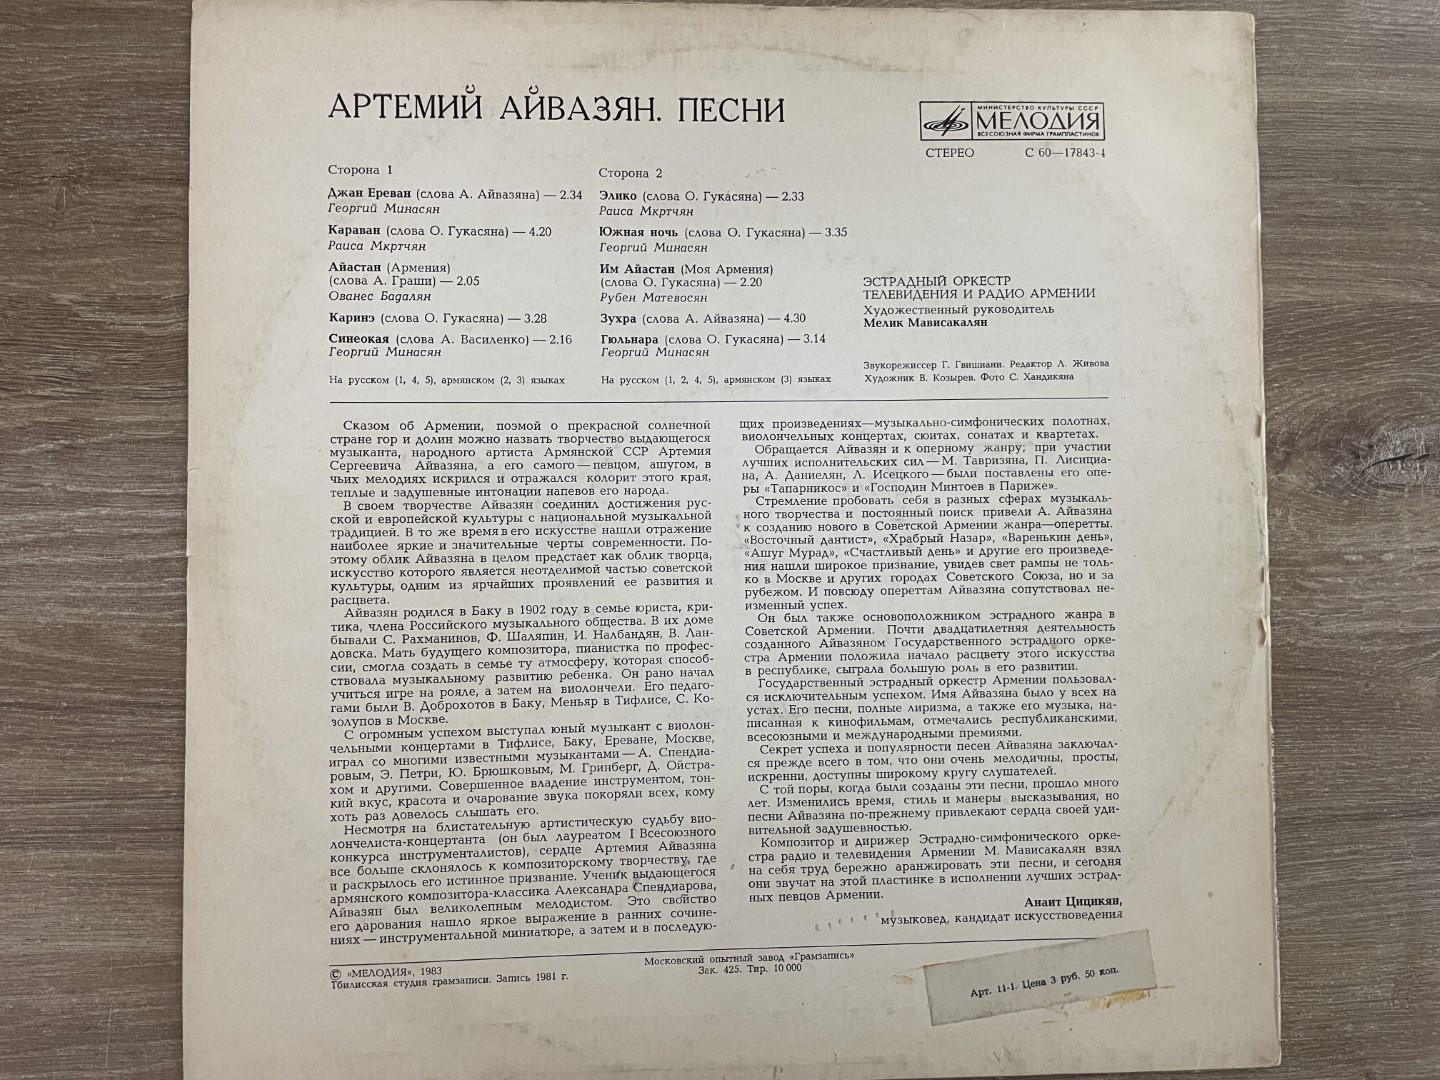 АРТЕМИЙ АЙВАЗЯН. ПЕСНИ
МИНИСТЕРСТВО КУЛЬТУРЫ СССР
МЕЛОДИЯ
ВСЕСОЮЗНАЯ ФИРМА ГРАМПЛАСТИНОК
СТЕРЕО С 60—17843-4
Сторона 1
Джан Ереван (слова А. Айвазяна) — 2.34
Георгий Минасян
Караван (слова О. Гукасяна) — 4.20
Раиса Мкртчян
Айастан (Армения)
(слова А. Граши) — 2.05
Ованес Бадалян
Каринэ (слова О. Гукасяна) — 3.28
Синеокая (слова А. Василенко) — 2.16
Георгий Минасян
На русском (1, 4, 5), армянском (2, 3) языках
Сторона 2
Элико (слова О. Гукасяна) — 2.33
Раиса Мкртчян
Южная ночь (слова О. Гукасяна) — 3.35
Георгий Минасян
Им Айастан (Моя Армения)
(слова О. Гукасяна) — 2.20
Рубен Матевосян
Зухра (слова А. Айвазяна) — 4.30
Гюльнара (слова О. Гукасяна) — 3.14
Георгий Минасян
На русском (1, 2, 4, 5), армянском (3) языках
ЭСТРАДНЫЙ ОРКЕСТР
ТЕЛЕВИДЕНИЯ И РАДИО АРМЕНИИ
Художественный руководитель
Мелик Мависакалян
Звукорежиссер Г. Гвишиани. Редактор Л. Живова
Художник В. Козырев. Фото С. Хандикяна
Сказом об Армении, поэмой о прекрасной солнечной
стране гор и долин можно назвать творчество выдающегося
музыканта, народного артиста Армянской ССР Артемия
Сергеевича Айвазяна, а его самого — певцом, ашугом, в
чьих мелодиях искрился и отражался колорит этого края,
теплые и задушевные интонации напевов его народа.
В своем творчестве Айвазян соединил достижения рус-
ской и европейской культуры с национальной музыкальной
традицией. В то же время в его искусстве нашли отражение
наиболее яркие и значительные черты современности. По-
этому облик Айвазяна в целом предстает как облик творца,
искусство которого является неотделимой частью советской
культуры, одним из ярчайших проявлений ее развития и
расцвета.
Айвазян родился в Баку в 1902 году в семье юриста, кри-
тика, члена Российского музыкального общества. В их доме
бывали С. Рахманинов, Ф. Шаляпин, И. Налбандян, В. Лан-
довска. Мать будущего композитора, пианистка по профес-
сии, смогла создать в семье ту атмосферу, которая способ-
ствовала музыкальному развитию ребенка. Он рано начал
учиться игре на рояле, а затем на виолончели. Его педаго-
гами были В. Доброхотов в Баку, Меньяр в Тифлисе, С. Ко-
золупов в Москве.
С огромным успехом выступал юный музыкант с виолон-
чельными концертами в Тифлисе, Баку, Ереване, Москве,
играл со многими известными музыкантами — А. Спендиа-
ровым, Э. Петри, Ю. Брюшковым, М. Гринберг, Д. Ойстра-
хом и другими. Совершенное владение инструментом, тон-
кий вкус, красота и очарование звука покоряли всех, кому
хоть раз довелось слышать его.
Несмотря на блистательную артистическую судьбу вио-
лончелиста-концертанта (он был лауреатом I Всесоюзного
конкурса инструменталистов), сердце Артемия Айвазяна
все больше склонялось к композиторскому творчеству, где
и раскрылось его истинное призвание. Ученик выдающегося
армянского композитора-классика Александра Спендиарова,
Айвазян был великолепным мелодистом. Это свойство
его дарования нашло яркое выражение в ранних сочине-
ниях — инструментальной миниатюре, а затем и в последую-
щих произведениях—музыкально-симфонических полотнах,
виолончельных концертах, сюитах, сонатах и квартетах.
Обращается Айвазян и к оперному жанру; при участии
лучших исполнительских сил — М. Тавризяна, П. Лисициа-
на, А. Даниелян, Л. Исецкого — были поставлены его опе-
ры «Тапарникос» и «Господин Минтоев в Париже».
Стремление пробовать себя в разных сферах музыкаль-
ного творчества и постоянный поиск привели А. Айвазяна
к созданию нового в Советской Армении жанра—оперетты.
«Восточный дантист», «Храбрый Назар», «Варенькин день»,
«Ашуг Мурад», «Счастливый день» и другие его произведе-
ния нашли широкое признание, увидев свет рампы не толь-
ко в Москве и других городах Советского Союза, но и за
рубежом. И повсюду опереттам Айвазяна сопутствовал не-
изменный успех.
Он был также основоположником эстрадного жанра в
Советской Армении. Почти двадцатилетняя деятельность
созданного Айвазяном Государственного эстрадного орке-
стра Армении положила начало расцвету этого искусства
в республике, сыграла большую роль в его развитии.
Государственный эстрадный оркестр Армении пользовал-
ся исключительным успехом. Имя Айвазяна было у всех на
устах. Его песни, полные лиризма, а также его музыка, на-
писанная к кинофильмам, отмечались республиканскими,
всесоюзными и международными премиями.
Секрет успеха и популярности песен Айвазяна заключал-
ся прежде всего в том, что они очень мелодичны, просты,
искренни, доступны широкому кругу слушателей.
С той поры, когда были созданы эти песни, прошло много
лет. Изменились время, стиль и манеры высказывания, но
песни Айвазяна по-прежнему привлекают сердца своей уди-
вительной задушевностью.
Композитор и дирижер Эстрадно-симфонического орке-
стра радио и телевидения Армении М. Мависакалян взял
на себя труд бережно аранжировать эти песни, и сегодня
они звучат на этой пластинке в исполнении лучших эстрад-
ных певцов Армении.
Анаит Цицикян,
музыковед, кандидат искусствоведения
© «МЕЛОДИЯ», 1983
Тбилисская студия грамзаписи. Запись 1981 г.
Московский опытный завод «Грамзапись»
Зак. 425. Тир. 10 000
Арт. 11-1. Цена 3 руб. 50 коп.